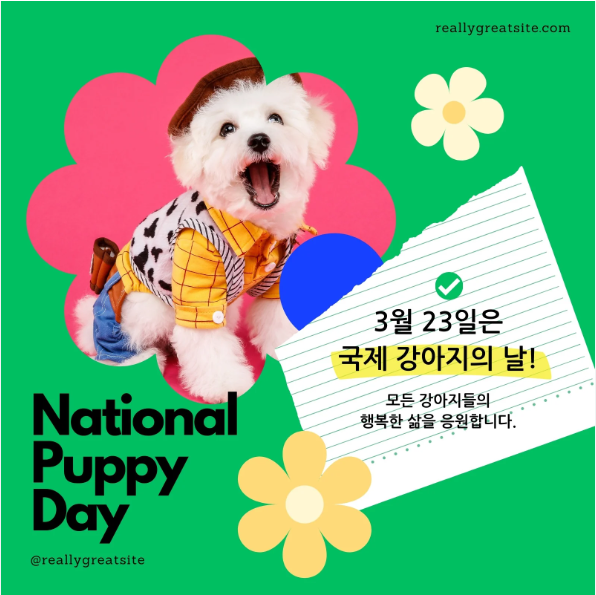 reallygreatsite.com
3월 23일은
국제 강아지의 날!
모든 강아지들의
행복한 삶을 응원합니다.
National
Puppy
Day
@reallygreatsite